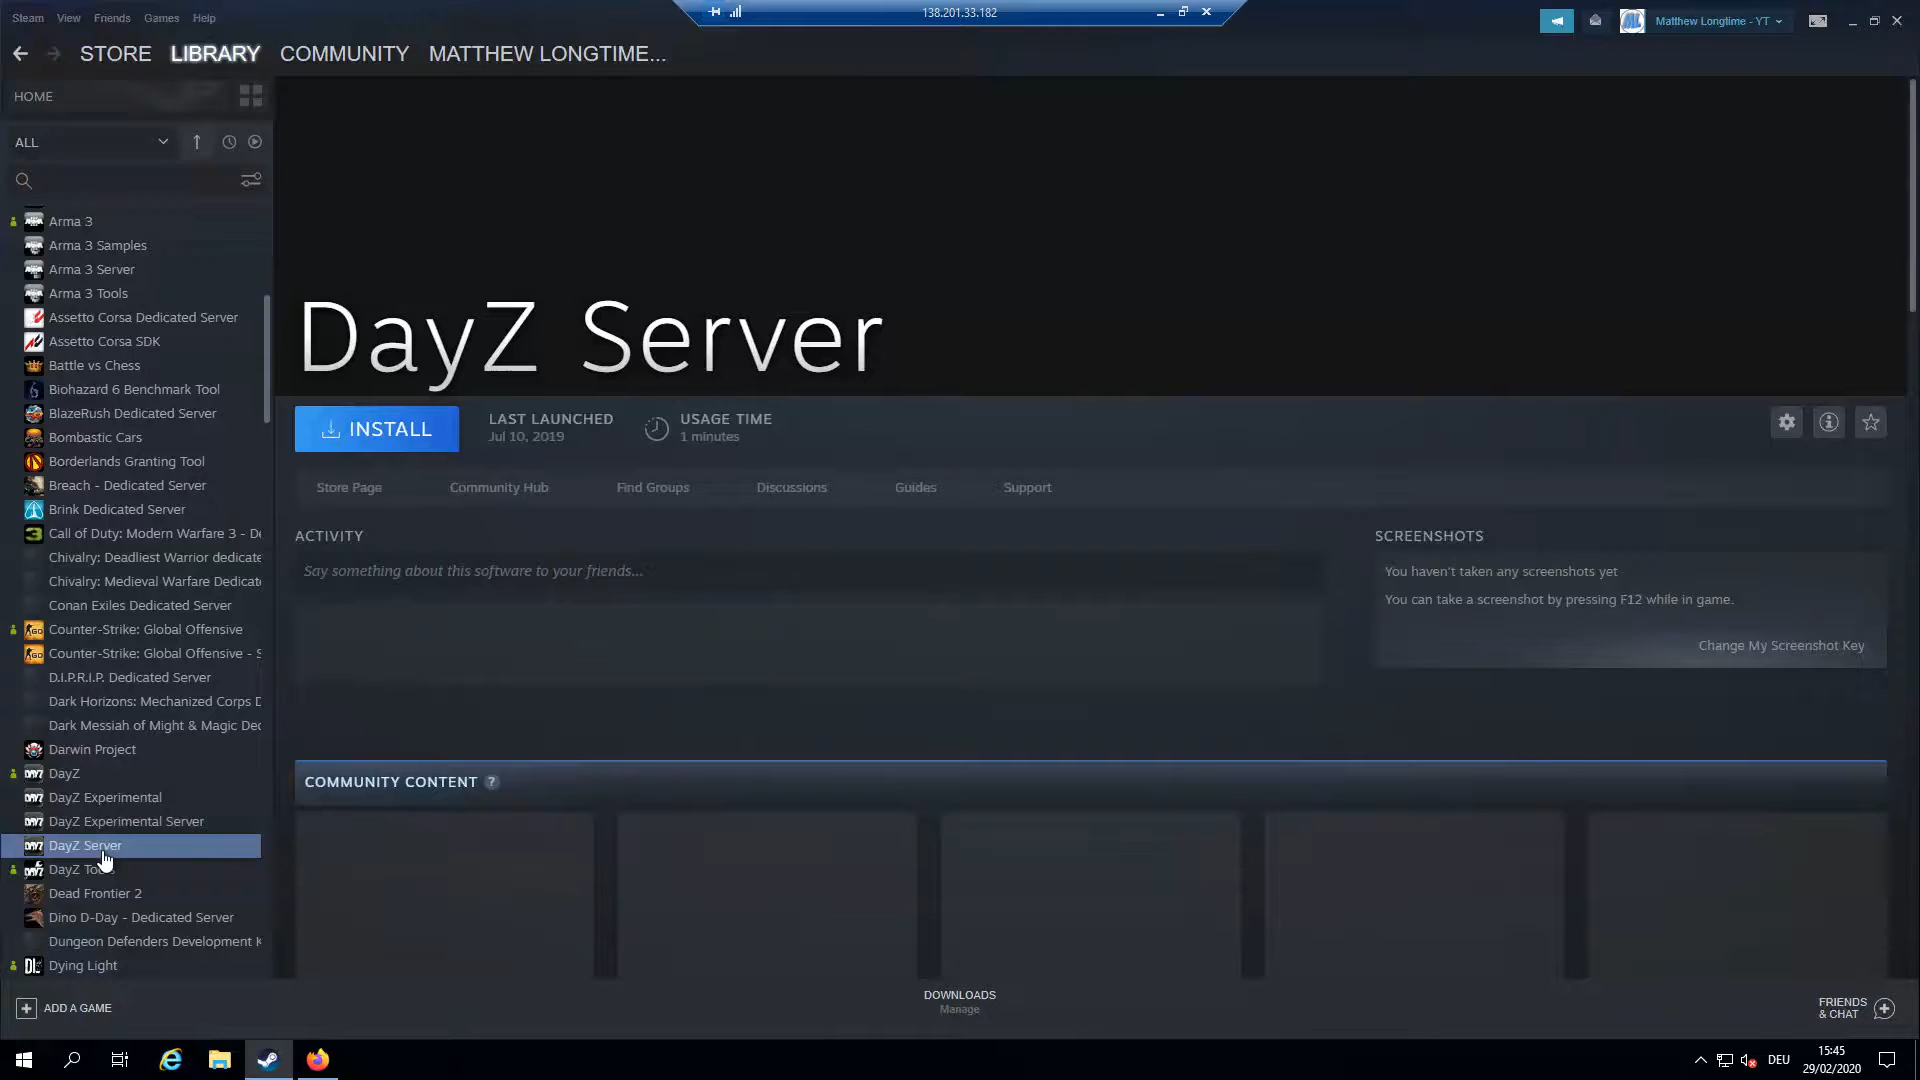 Steam View Friends Games Help
138.201.33.182
Matthew Longtime - YT
STORE LIBRARY COMMUNITY MATTHEW LONGTIME...
HOME
ALL
Arma 3
Arma 3 Samples
Arma 3 Server
Arma 3 Tools
Assetto Corsa Dedicated Server
Assetto Corsa SDK
Battle vs Chess
Biohazard 6 Benchmark Tool
BlazeRush Dedicated Server
Bombastic Cars
Borderlands Granting Tool
Breach - Dedicated Server
Brink Dedicated Server
Call of Duty: Modern Warfare 3 - De
Chivalry: Deadliest Warrior dedicate
Chivalry: Medieval Warfare Dedicat
Conan Exiles Dedicated Server
Counter-Strike: Global Offensive
Counter-Strike: Global Offensive - S
D.I.P.R.I.P. Dedicated Server
Dark Horizons: Mechanized Corps D
Dark Messiah of Might & Magic Dec
Darwin Project
DayZ
DayZ Experimental
DayZ Experimental Server
DayZ Server
DayZ Tools
Dead Frontier 2
Dino D-Day - Dedicated Server
Dungeon Defenders Development K
Dying Light
ADD A GAME
DayZ Server
INSTALL
LAST LAUNCHED
Jul 10, 2019
USAGE TIME
1 minutes
Store Page Community Hub Find Groups Discussions Guides Support
ACTIVITY
Say something about this software to your friends...
SCREENSHOTS
You haven't taken any screenshots yet
You can take a screenshot by pressing F12 while in game.
Change My Screenshot Key
COMMUNITY CONTENT ?
DOWNLOADS
Manage
FRIENDS
& CHAT
DEU
15:45
29/02/2020